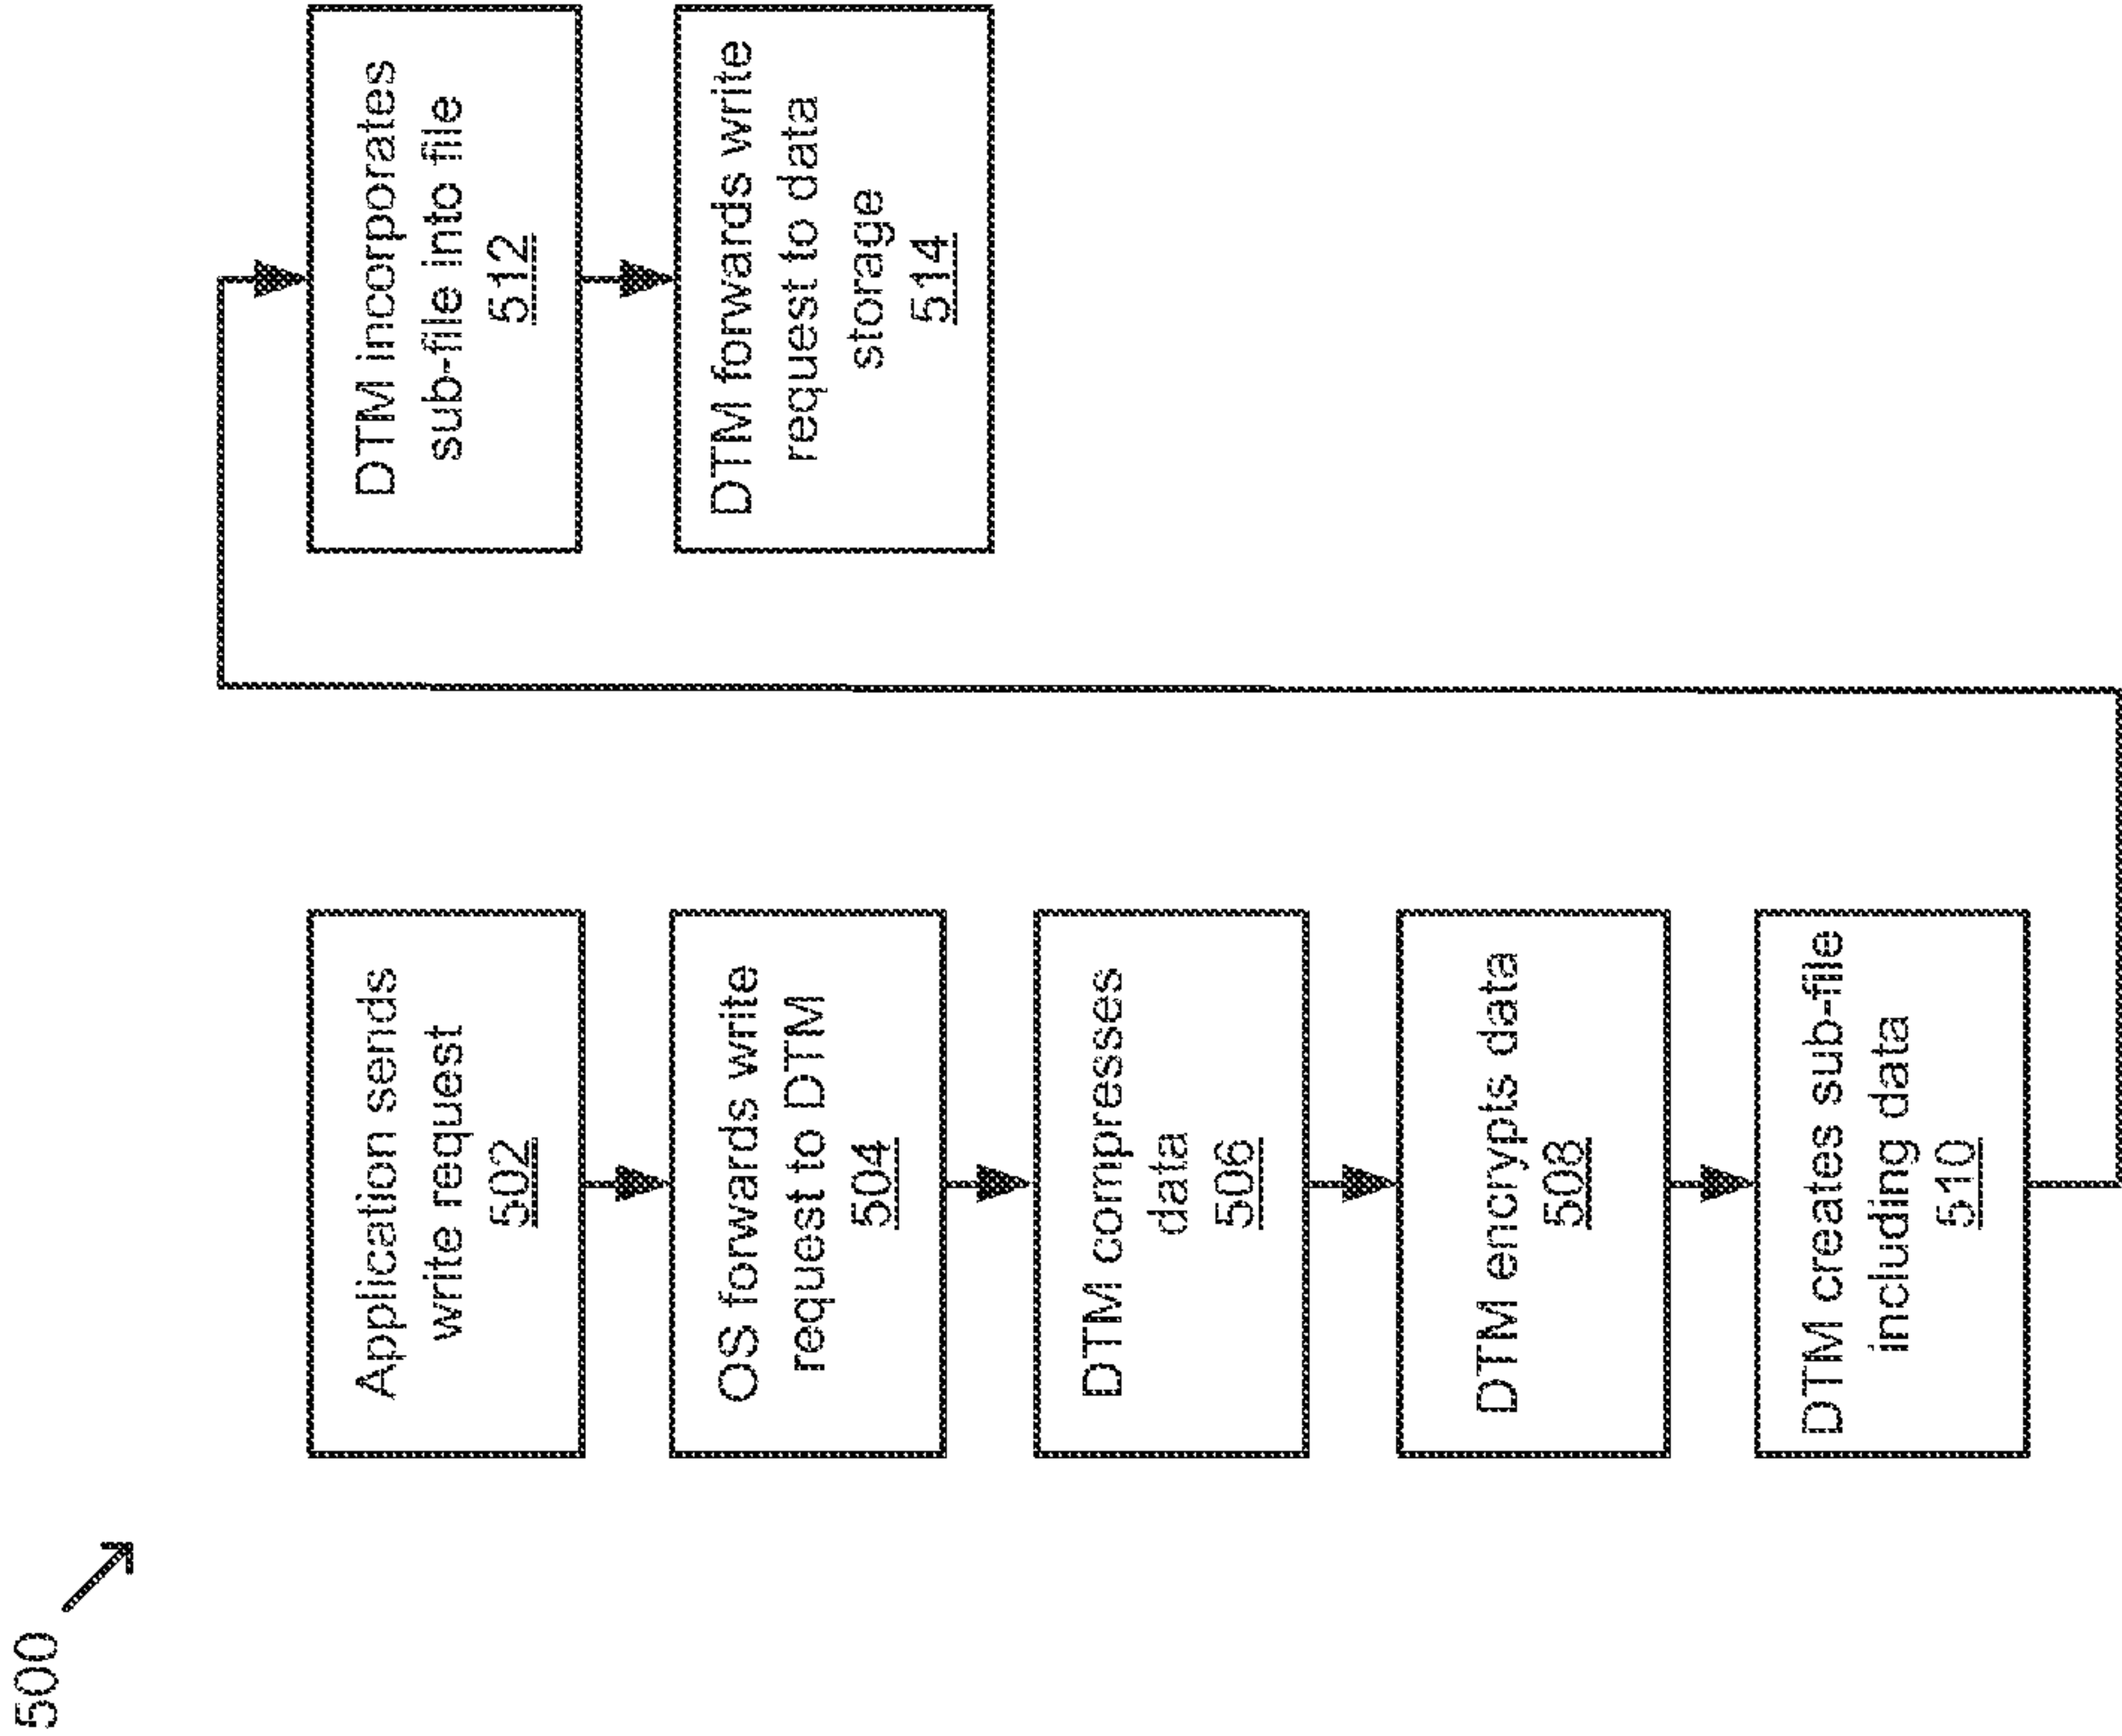 500
Application sends
write request
502
OS forwards write
request to DTM
504
DTM compresses
data
506
DTM encrypts data
508
DTM creates sub-file
including data
510
DTM incorporates
sub-file into file
512
DTM forwards write
request to data
storage
514